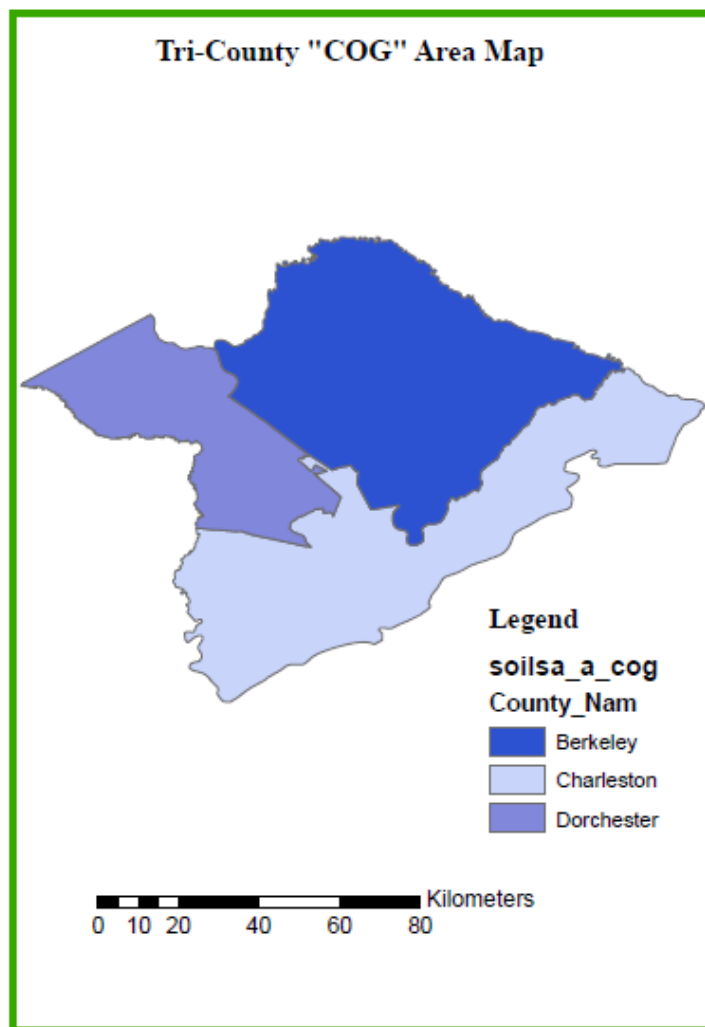 Tri-County "COG" Area Map
Legend
soilsa_a_cog
County_Nam
Berkeley
Charleston
Dorchester
Kilometers
0 10 20 40 60 80